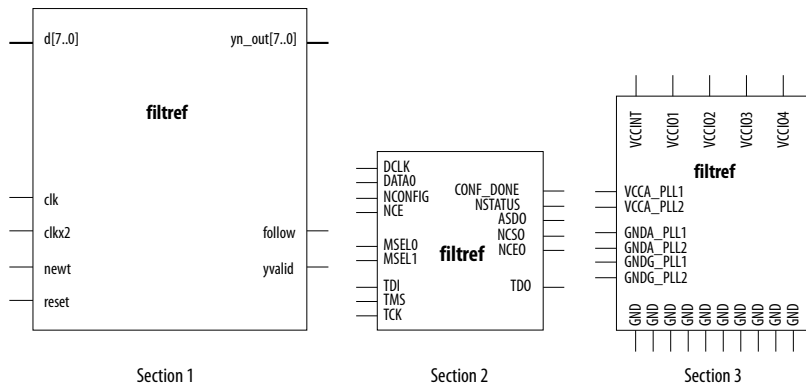 d[7..0]
yn_out[7..0]
filtref
clk
clkx2
follow
newt
yvalid
reset
Section 1
DCLK
DATA0
NCONFIG
NCE
CONF_DONE
NSTATUS
ASDO
NCSO
NCEO
MSEL0
MSEL1
filtref
TDI
TMS
TCK
TDO
Section 2
VCCINT
VCCIO1
VCCIO2
VCCIO3
VCCIO4
filtref
VCCA_PLL1
VCCA_PLL2
GNDA_PLL1
GNDA_PLL2
GNDG_PLL1
GNDG_PLL2
GND
GND
GND
GND
GND
GND
GND
GND
GND
GND
Section 3